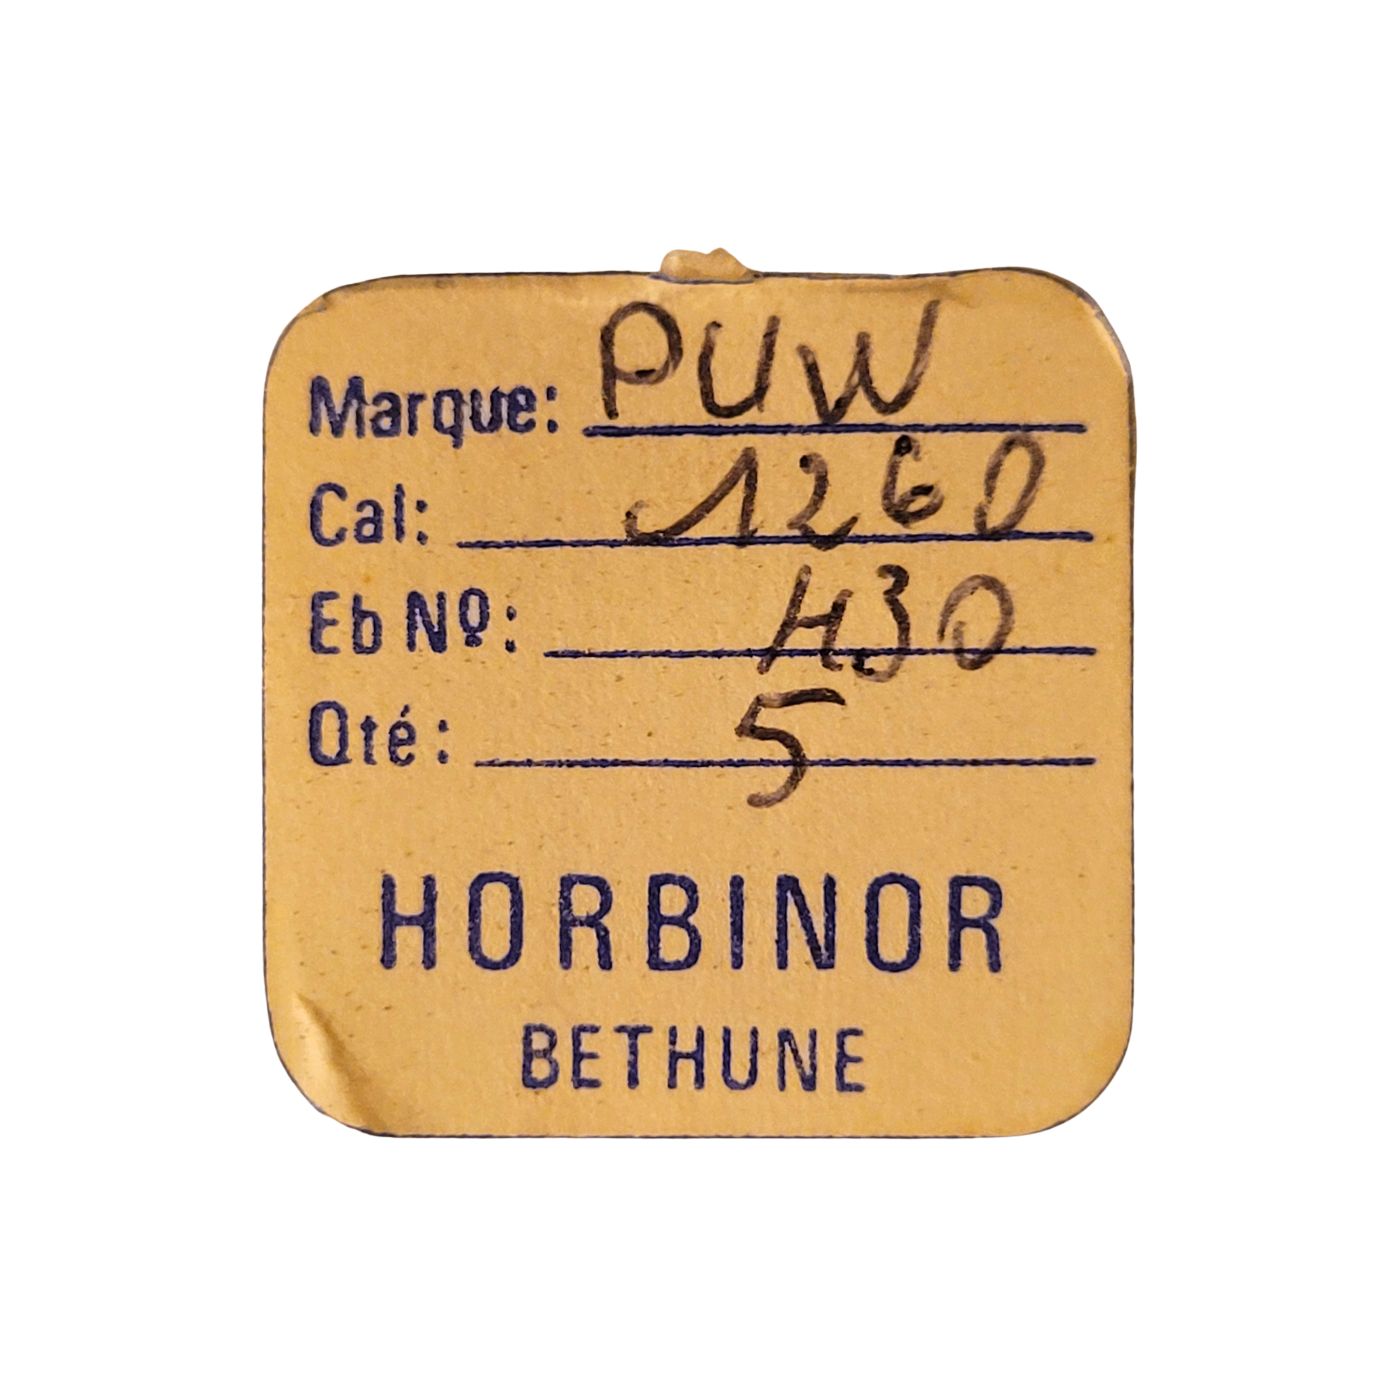 Marque: PUW
Cal: 1260
Eb Nº: 430
Qté: 5
HORBINOR
BETHUNE